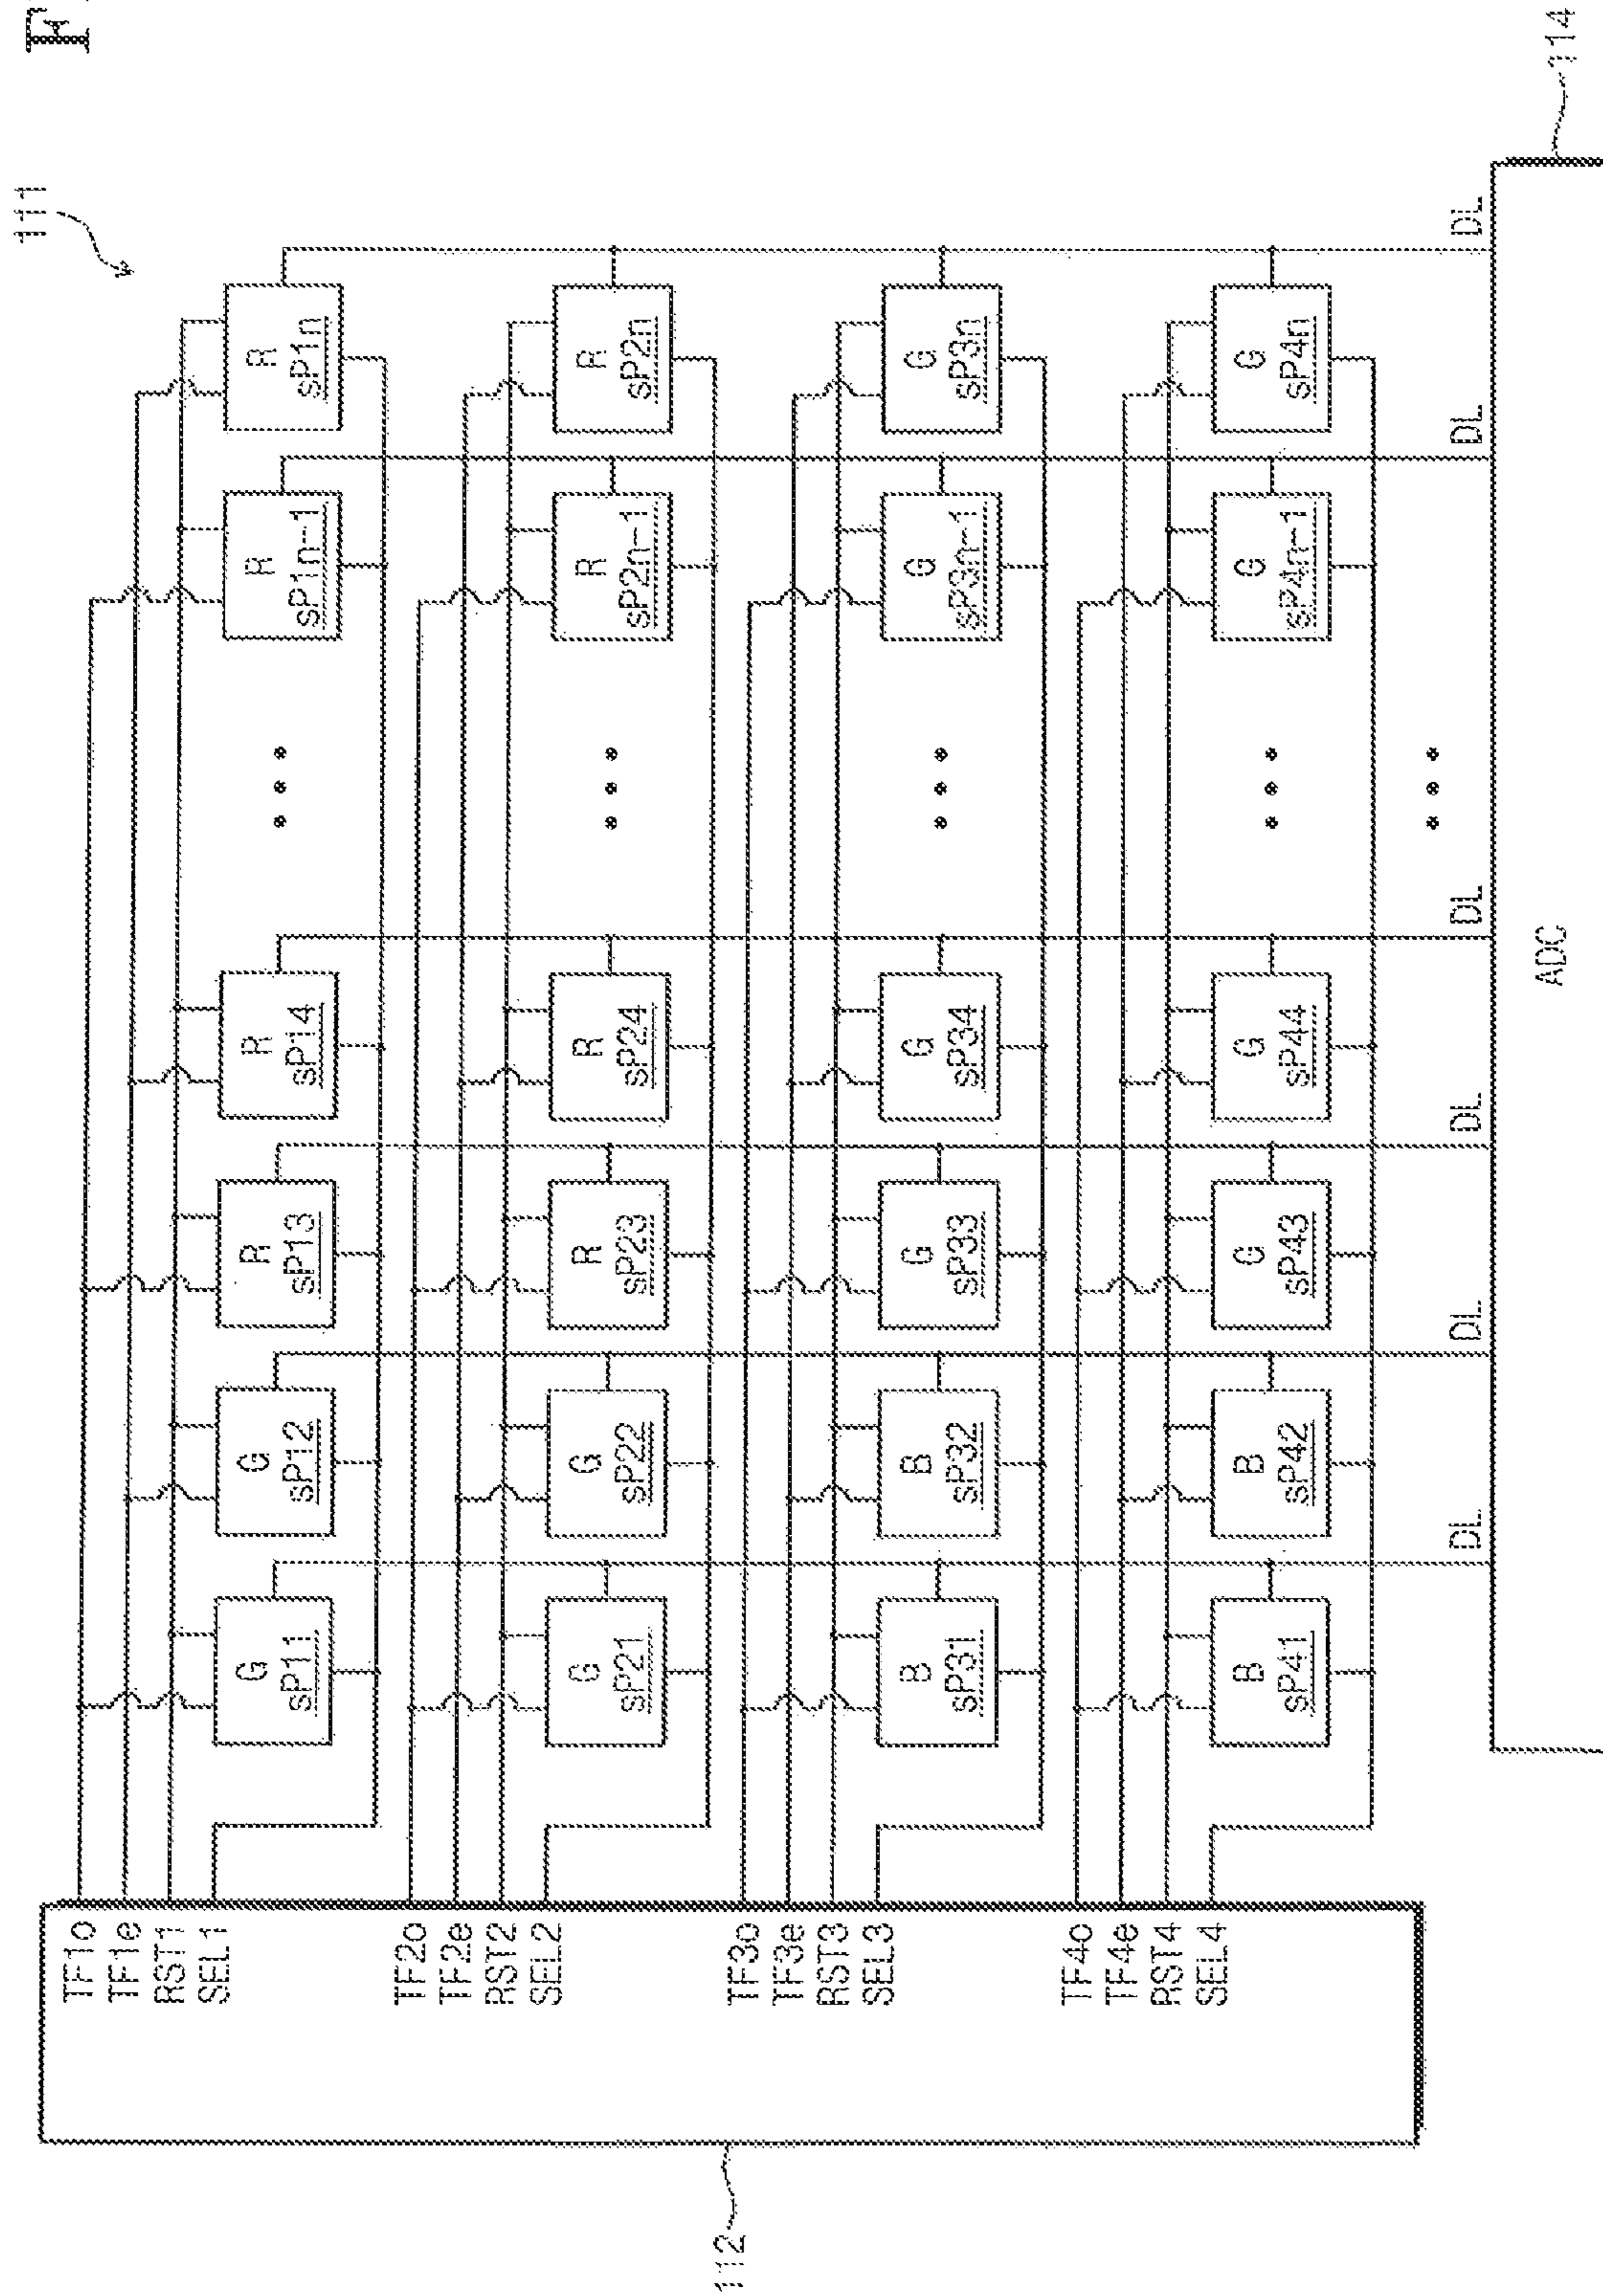 F
111
TF1o
TF1e
RST1
SEL1
G G R R R R
sP11 sP12 sP13 sP14 sP1n-1 sP1n
TF2o
TF2e
RST2
SEL2
G G R R R R
sP21 sP22 sP23 sP24 sP2n-1 sP2n
TF3o
TF3e
RST3
SEL3
B B G G G G
sP31 sP32 sP33 sP34 sP3n-1 sP3n
TF4o
TF4e
RST4
SEL4
B B G G G G
sP41 sP42 sP43 sP44 sP4n-1 sP4n
112
DL DL DL DL DL DL
ADC
114